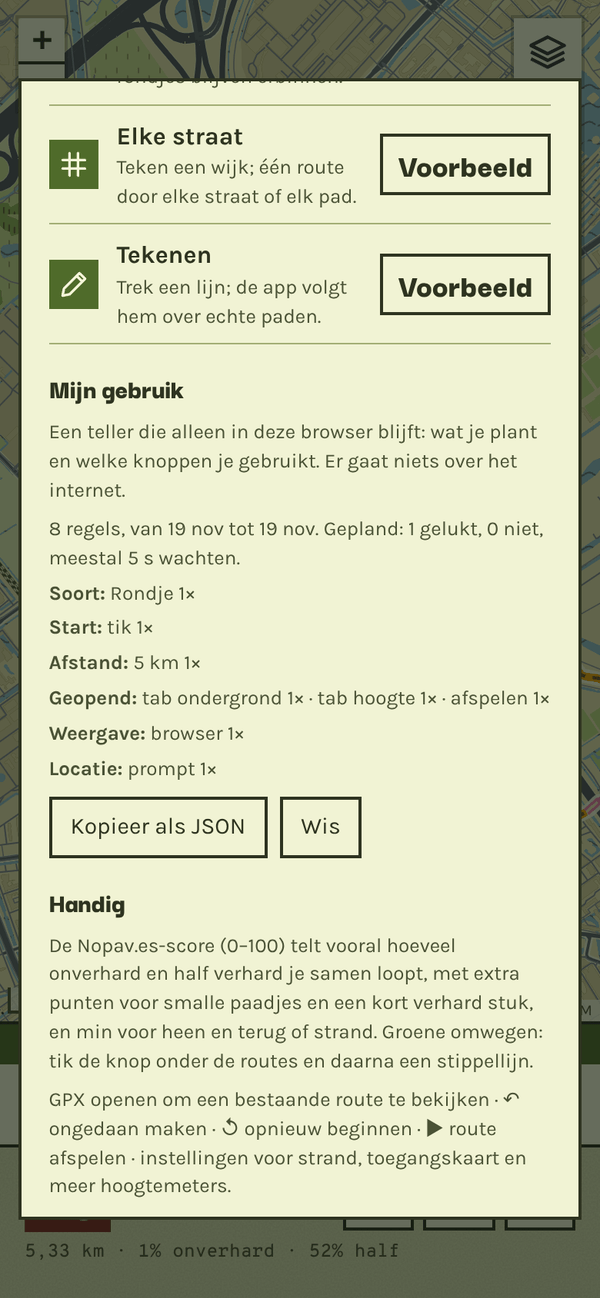 +
Elke straat
Teken een wijk; één route
door elke straat of elk pad.
Voorbeeld
Tekenen
Trek een lijn; de app volgt
hem over echte paden.
Voorbeeld
Mijn gebruik
Een teller die alleen in deze browser blijft: wat je plant
en welke knoppen je gebruikt. Er gaat niets over het
internet.
8 regels, van 19 nov tot 19 nov. Gepland: 1 gelukt, 0 niet,
meestal 5 s wachten.
Soort: Rondje 1×
Start: tik 1×
Afstand: 5 km 1×
Geopend: tab ondergrond 1× · tab hoogte 1× · afspelen 1×
Weergave: browser 1×
Locatie: prompt 1×
Kopieer als JSON
Wis
Handig
De Nopav.es-score (0–100) telt vooral hoeveel
onverhard en half verhard je samen loopt, met extra
punten voor smalle paadjes en een kort verhard stuk,
en min voor heen en terug of strand. Groene omwegen:
tik de knop onder de routes en daarna een stippellijn.
GPX openen om een bestaande route te bekijken · ↶
ongedaan maken · ↺ opnieuw beginnen · ▶ route
afspelen · instellingen voor strand, toegangskaart en
meer hoogtemeters.
5,33 km · 1% onverhard · 52% half